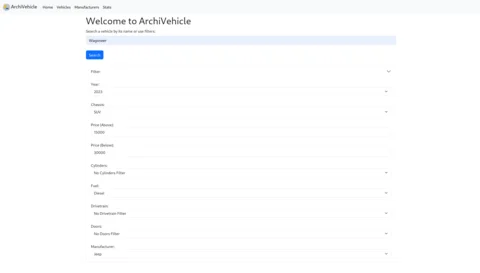 ArchiVehicle Home Vehicles Manufacturers Stats
Welcome to ArchiVehicle
Search a vehicle by its name or use filters.
Wagoneer
Search
Filter
Year:
2022
Chassis:
SUV
Price (Above):
10000
Price (Below):
50000
Cylinders:
No Cylinders Filter
Fuel:
Diesel
Drivetrain:
No Drivetrain Filter
Doors:
No Doors Filter
Manufacturer:
Jeep